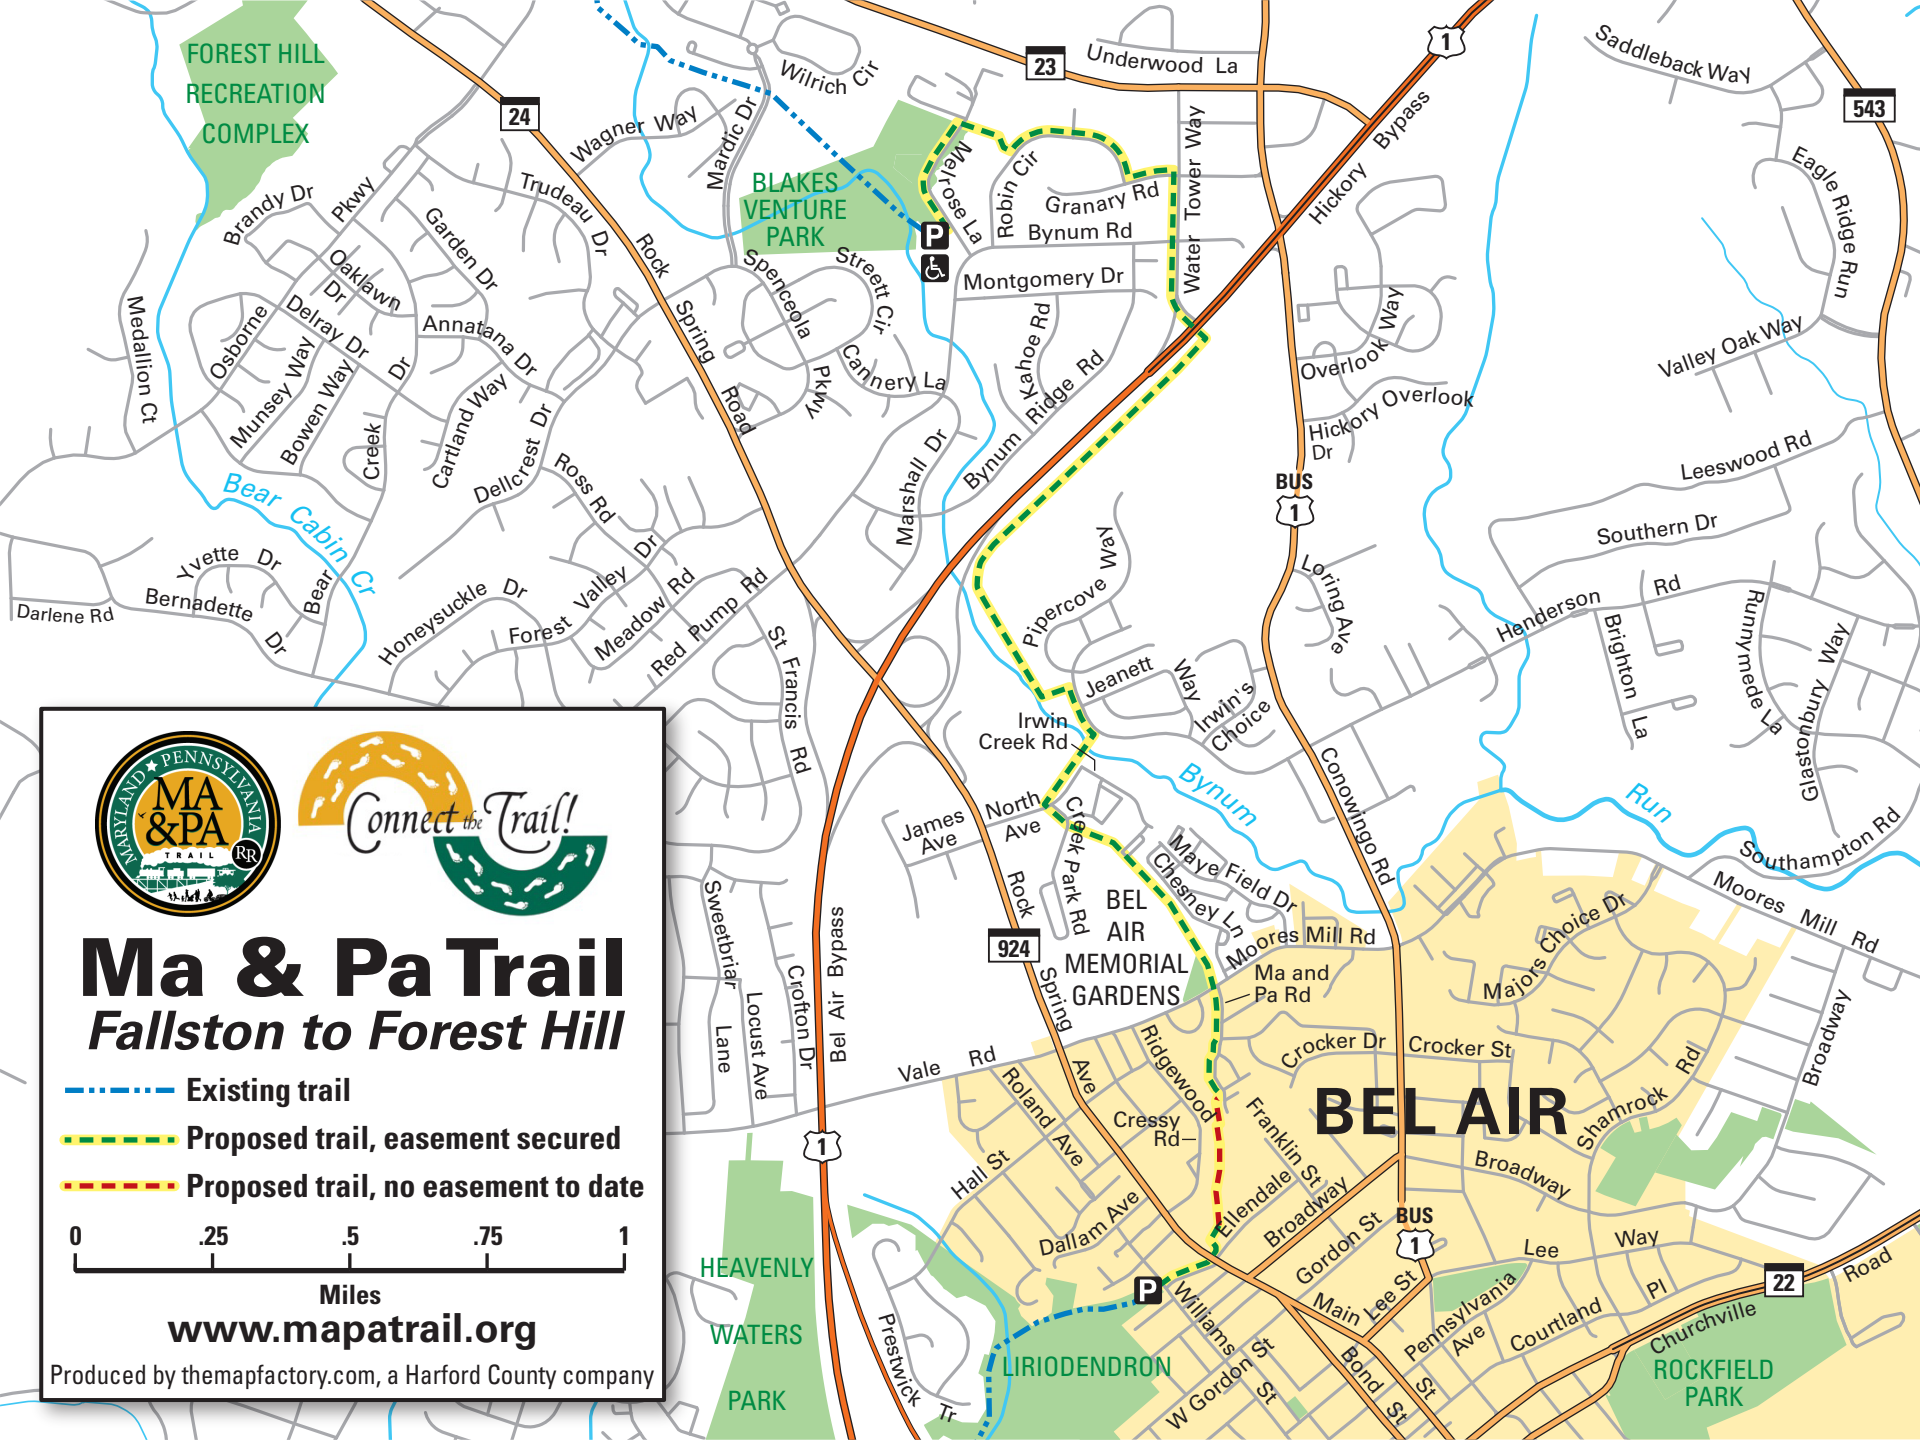 FOREST HILL
RECREATION
COMPLEX
24
23
1
543
Underwood La
Saddleback Way
Wilrich Cir
Wagner Way
Mardic Dr
Hickory Bypass
Water Tower Way
Melrose La
Robin Cir
Granary Rd
Bynum Rd
Montgomery Dr
BLAKES
VENTURE
PARK
P
Eagle Ridge Run
Valley Oak Way
Brandy Dr
Pkwy
Trudeau Dr
Garden Dr
Oaklawn
Dr
Delray Dr
Osborne
Munsey Way
Bowen Way
Annatana Dr
Creek Dr
Cartland Way
Dellcrest Dr
Medallion Ct
Rock Spring Road
Spenceola Pkwy
Streett Cir
Cannery La
Kahoe Rd
Bynum Ridge Rd
Marshall Dr
Overlook Way
Hickory Overlook
Dr
BUS
1
Leeswood Rd
Southern Dr
Henderson Rd
Brighton La
Runnymede La
Glastonbury Way
Southampton Rd
Bear Cabin Cr
Yvette Dr
Bernadette Dr
Darlene Rd
Bear
Ross Rd
Honeysuckle Dr
Forest Valley Dr
Meadow Rd
Red Pump Rd
St Francis Rd
Pipercove Way
Jeanett Way
Irwin's
Choice
Loring Ave
Irwin
Creek Rd
Conowingo Rd
Bynum Run
James
Ave
North
Ave
Creek Park Rd
Maye Field Dr
Chesney Ln
Moores Mill Rd
Moores Mill Rd
Majors Choice Dr
BEL
AIR
MEMORIAL
GARDENS
Ma and
Pa Rd
924
Rock Spring Ave
Sweetbriar Lane
Locust Ave
Crofton Dr
Bel Air Bypass
Vale Rd
1
Roland Ave
Ridgewood
Cressy
Rd
Hall St
Dallam Ave
Franklin St
Ellendale
Broadway
Gordon St
Crocker Dr
Crocker St
BEL AIR
Shamrock Rd
Broadway
Broadway
BUS
1
Lee Way
Lee St
Main St
Pennsylvania
Ave
Courtland Pl
Churchville Road
22
Williams St
W Gordon St
Bond St
P
LIRIODENDRON
ROCKFIELD
PARK
HEAVENLY
WATERS
PARK
Prestwick Tr
MARYLAND ★ PENNSYLVANIA
MA
&PA
TRAIL
RR
Connect the Trail!
Ma & Pa Trail
Fallston to Forest Hill
Existing trail
Proposed trail, easement secured
Proposed trail, no easement to date
0 .25 .5 .75 1
Miles
www.mapatrail.org
Produced by themapfactory.com, a Harford County company